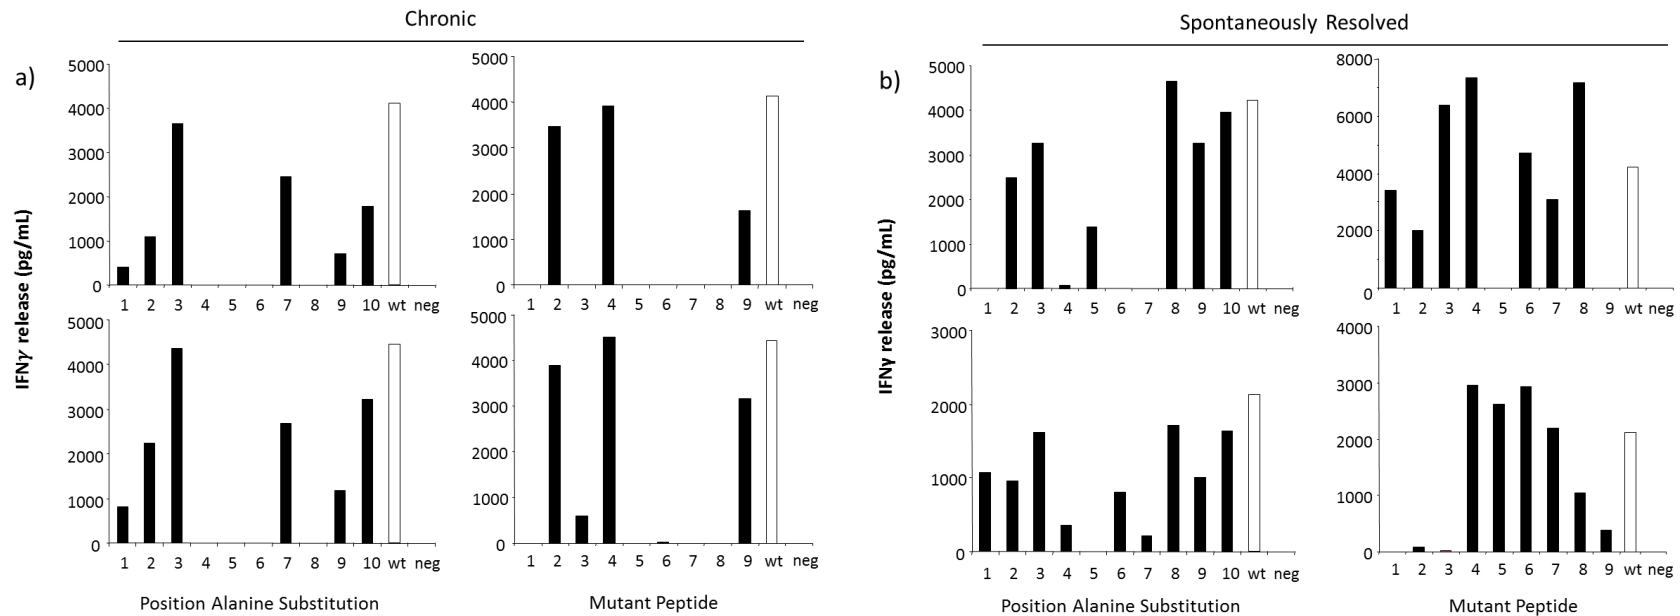 Chronic
Spontaneously Resolved
a)
b)
IFNγ release (pg/mL)
5000
4000
3000
2000
1000
0
1 2 3 4 5 6 7 8 9 10 wt neg
5000
4000
3000
2000
1000
0
1 2 3 4 5 6 7 8 9 wt neg
5000
4000
3000
2000
1000
0
1 2 3 4 5 6 7 8 9 10 wt neg
Position Alanine Substitution
5000
4000
3000
2000
1000
0
1 2 3 4 5 6 7 8 9 wt neg
Mutant Peptide
IFNγ release (pg/mL)
5000
4000
3000
2000
1000
0
1 2 3 4 5 6 7 8 9 10 wt neg
8000
6000
4000
2000
0
1 2 3 4 5 6 7 8 9 wt neg
3000
2000
1000
0
1 2 3 4 5 6 7 8 9 10 wt neg
Position Alanine Substitution
4000
3000
2000
1000
0
1 2 3 4 5 6 7 8 9 wt neg
Mutant Peptide